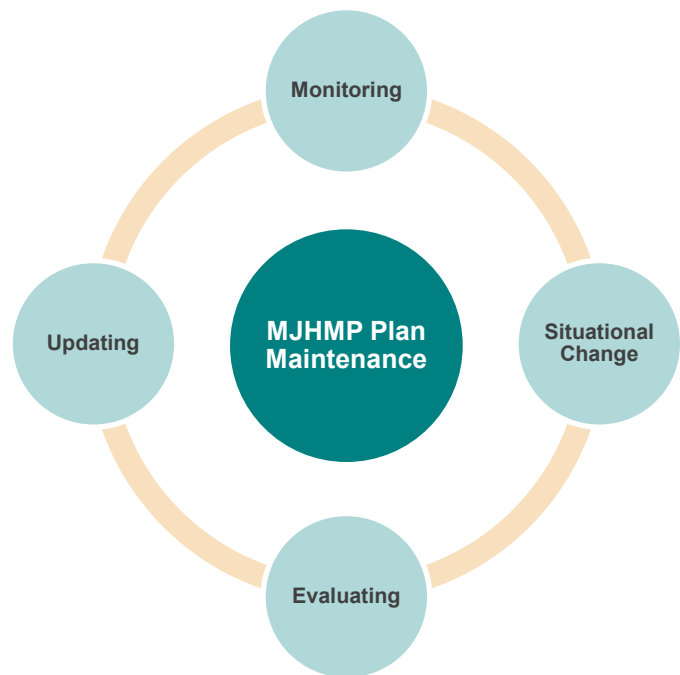 Monitoring
Updating
MJHMP Plan
Maintenance
Situational
Change
Evaluating